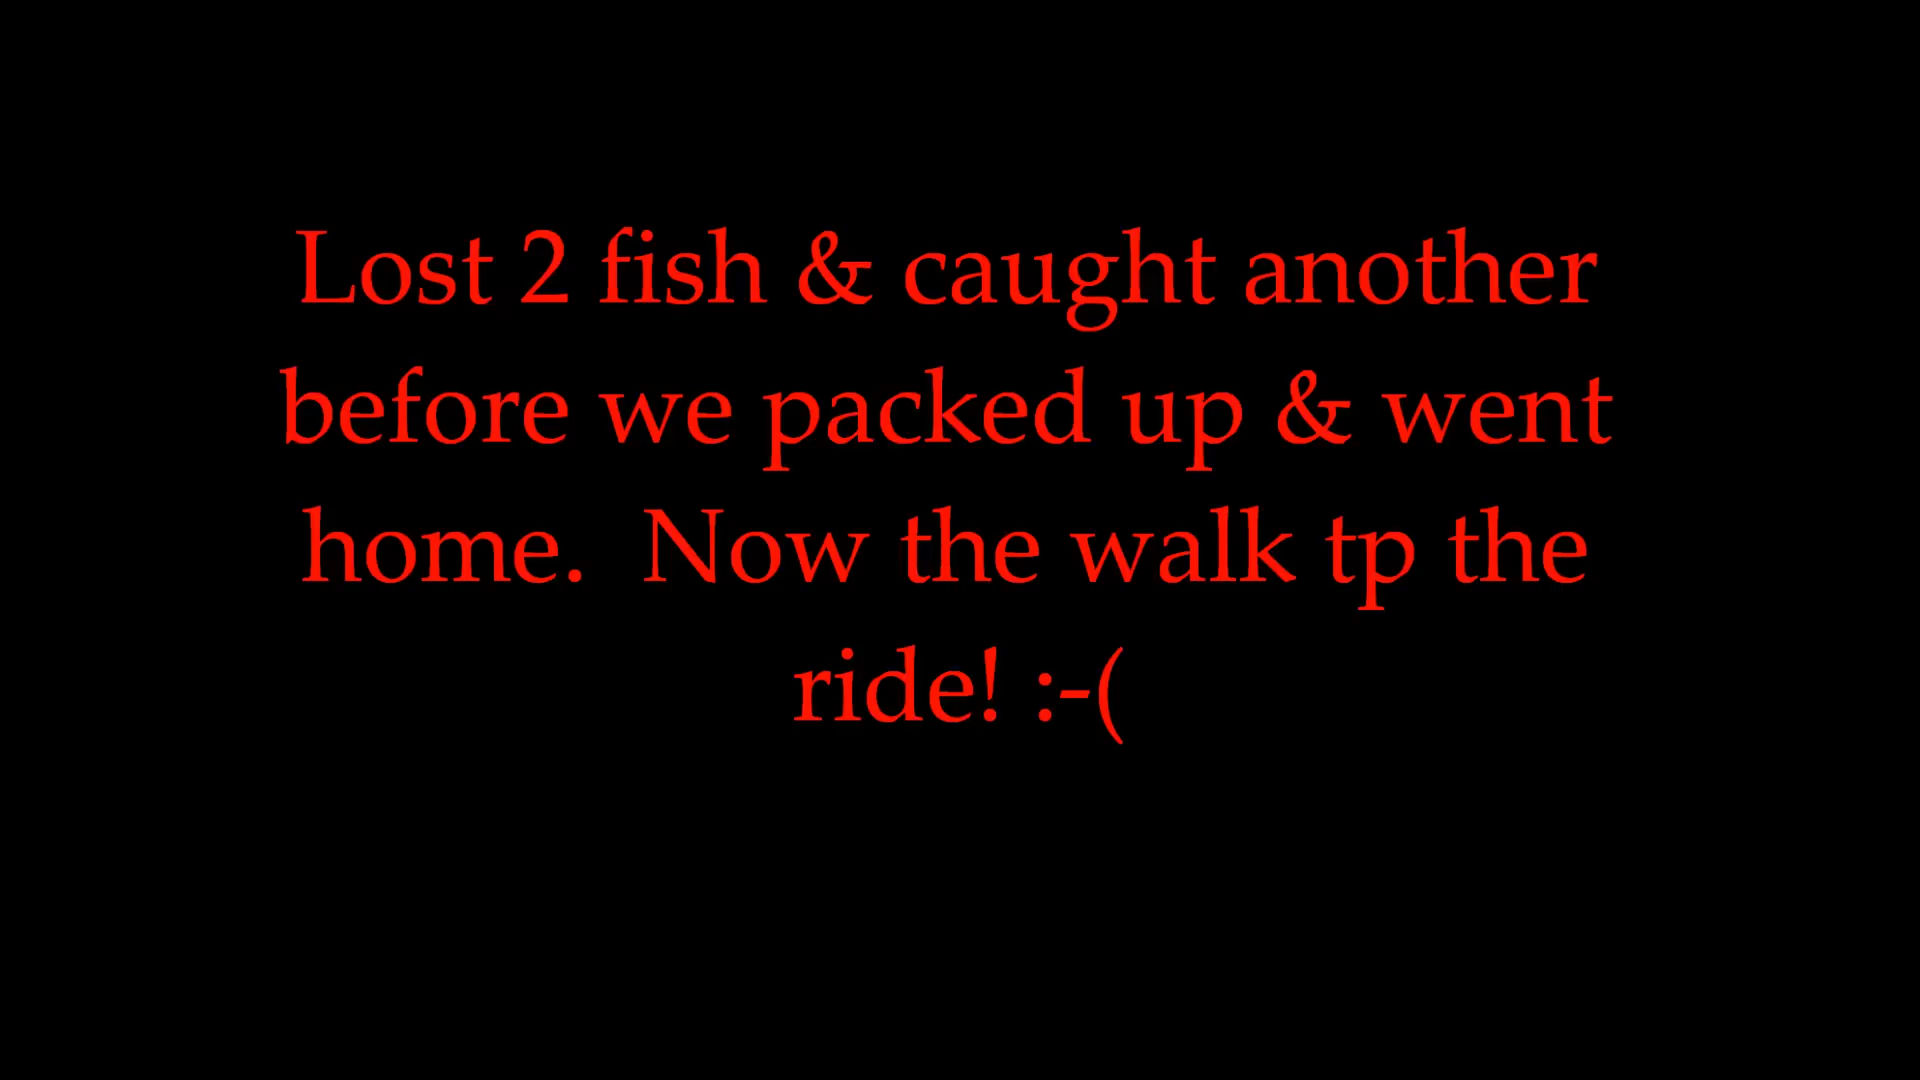 Lost 2 fish & caught another
before we packed up & went
home.  Now the walk tp the
ride! :-(